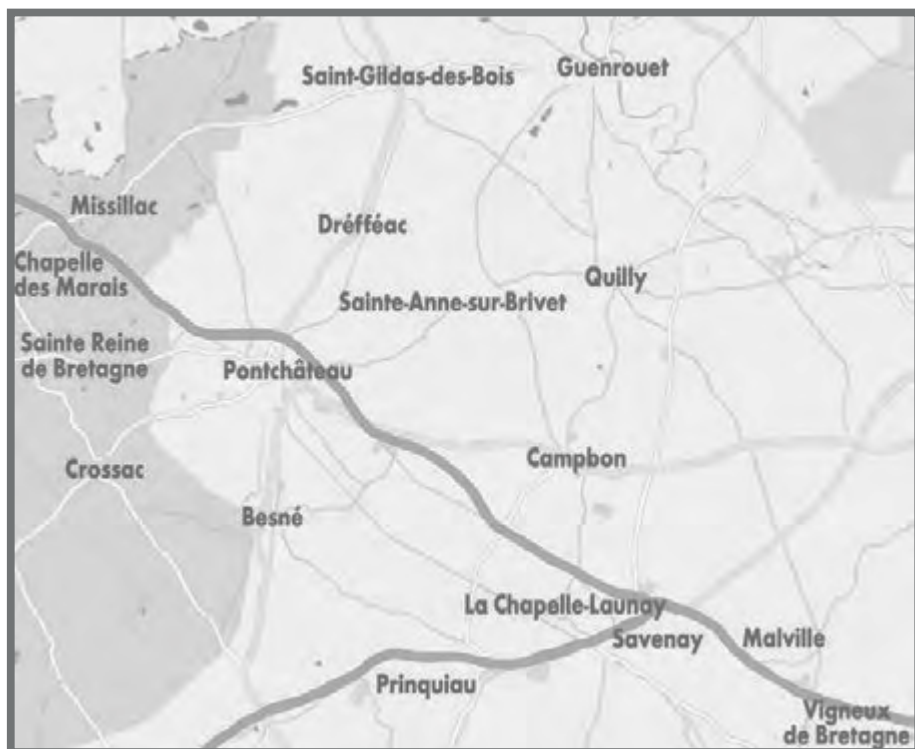 Guenrouet
Saint-Gildas-des-Bois
Missillac
Drefféac
Chapelle
des Marais
Quilly
Sainte-Anne-sur-Brivet
Sainte Reine
de Bretagne
Pontchâteau
Campbon
Crossac
Besné
La Chapelle-Launay
Savenay
Malville
Prinquiau
Vigneux
de Bretagne